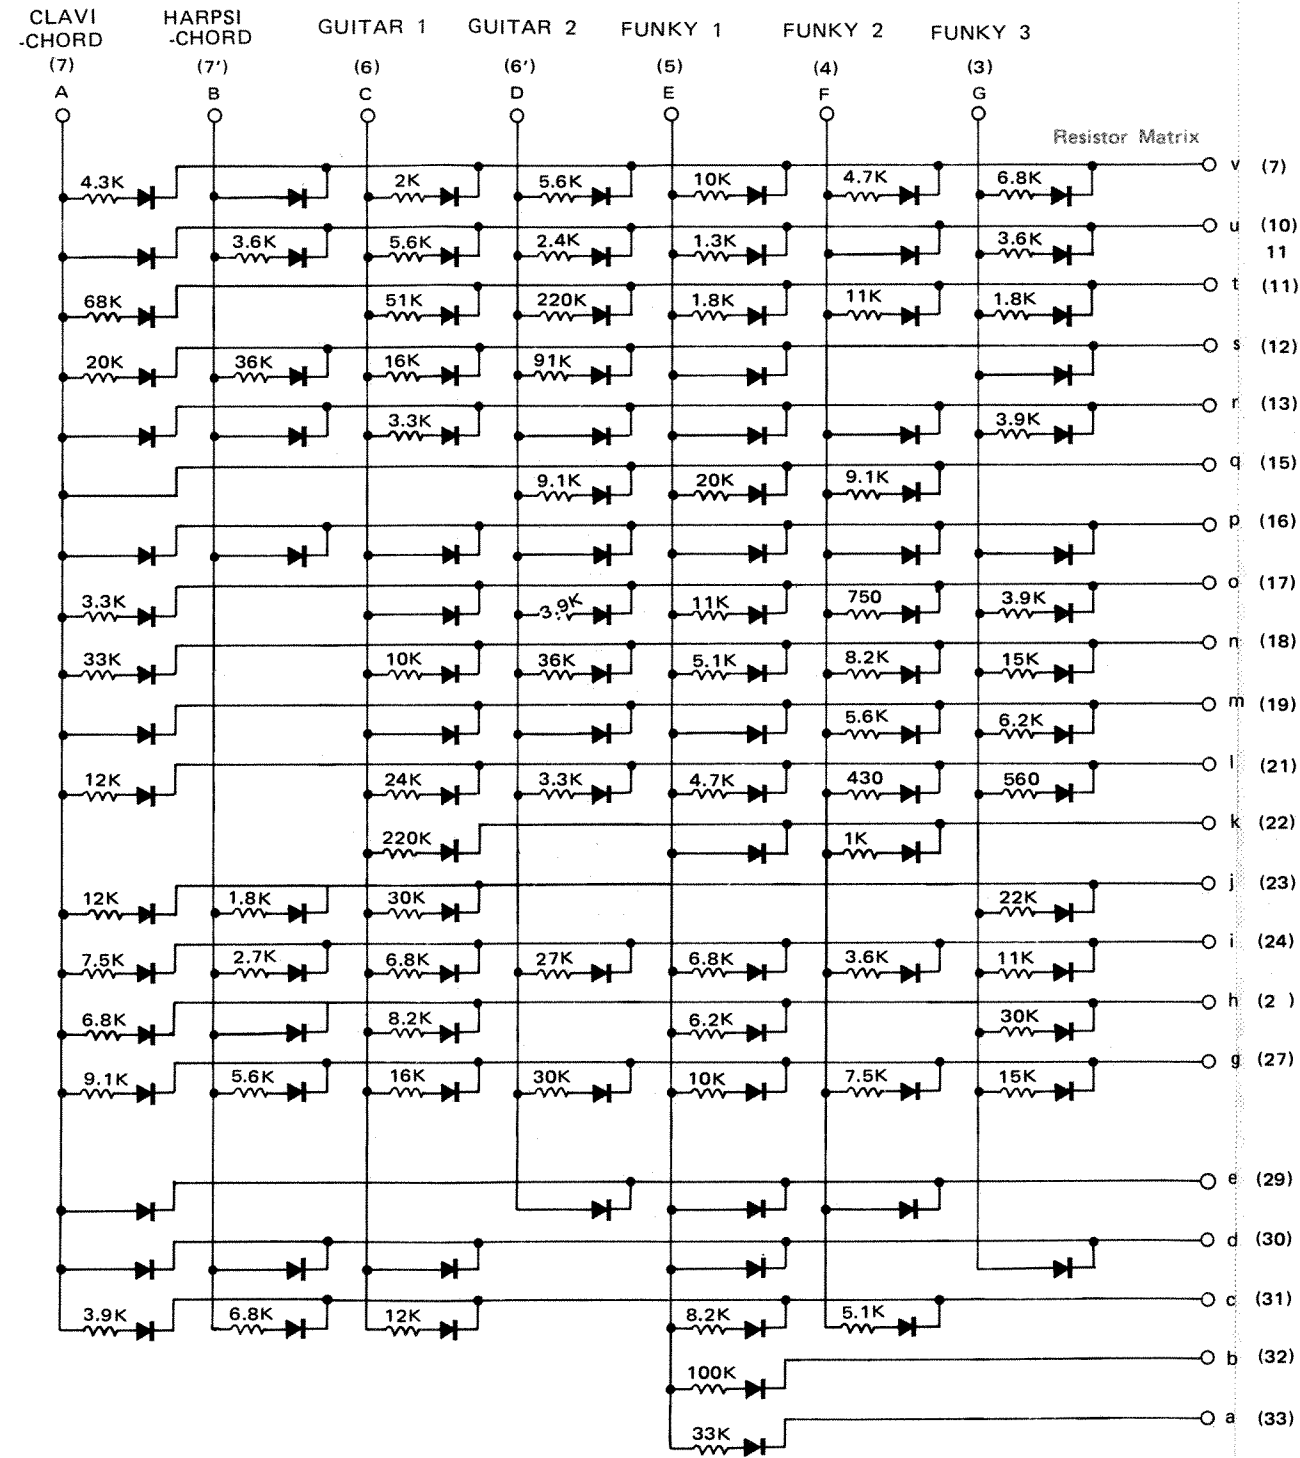 CLAVI HARPSI GUITAR 1 GUITAR 2 FUNKY 1 FUNKY 2 FUNKY 3
-CHORD -CHORD
(7) (7') (6) (6') (5) (4) (3)
A B C D E F G
Resistor Matrix
4.3K 2K 5.6K 10K 4.7K 6.8K v (7)
3.6K 5.6K 2.4K 1.3K 3.6K u (10)
11
68K 51K 220K 1.8K 11K 1.8K t (11)
20K 36K 16K 91K s (12)
3.3K 3.9K r (13)
9.1K 20K 9.1K q (15)
p (16)
3.3K 3.9K 11K 750 3.9K o (17)
33K 10K 36K 5.1K 8.2K 15K n (18)
5.6K 6.2K m (19)
12K 24K 3.3K 4.7K 430 560 l (21)
220K 1K k (22)
12K 1.8K 30K 22K j (23)
7.5K 2.7K 6.8K 27K 6.8K 3.6K 11K i (24)
6.8K 8.2K 6.2K 30K h (2 )
9.1K 5.6K 16K 30K 10K 7.5K 15K g (27)
e (29)
d (30)
3.9K 6.8K 12K 8.2K 5.1K c (31)
100K b (32)
33K a (33)